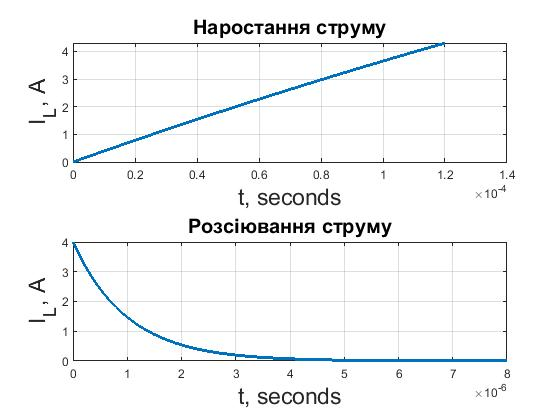 Наростання струму
I_L, A
4
3
2
1
0
0 0.2 0.4 0.6 0.8 1 1.2 1.4
×10^-4
t, seconds
Розсіювання струму
I_L, A
4
3
2
1
0
0 1 2 3 4 5 6 7 8
×10^-6
t, seconds